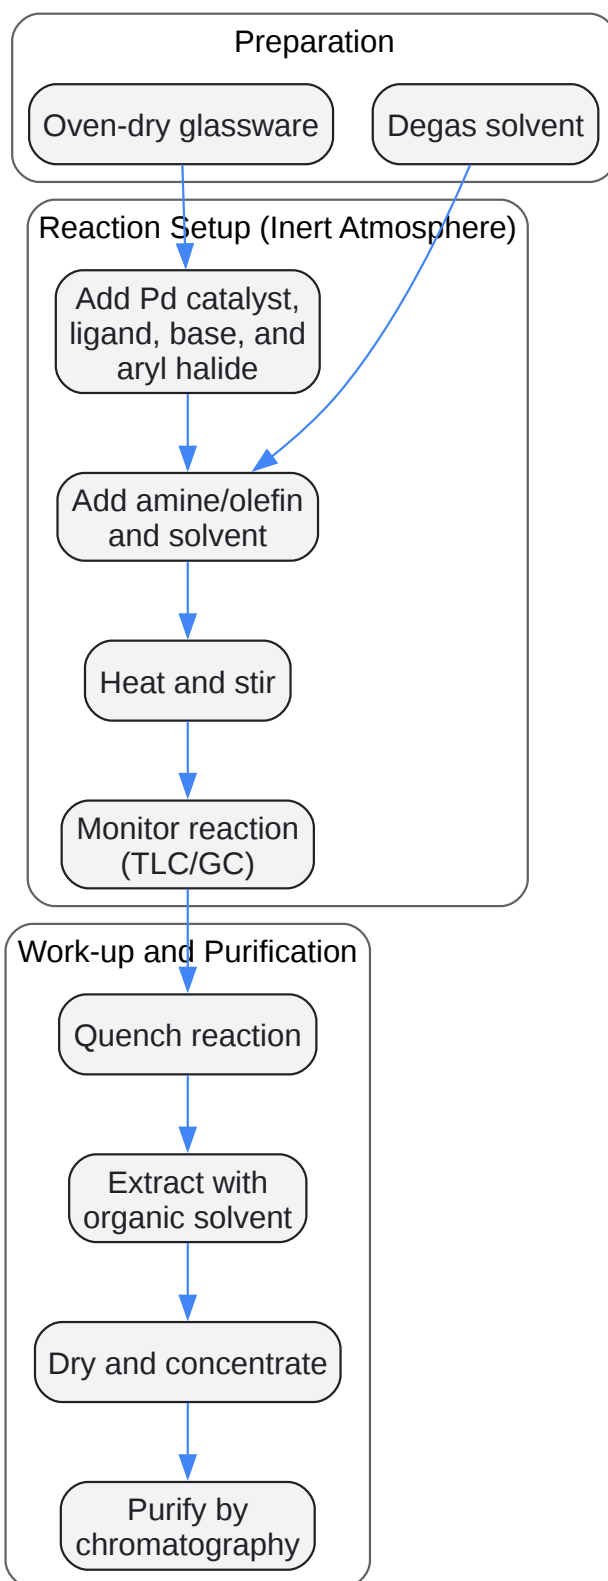 Preparation
Oven-dry glassware
Degas solvent
Reaction Setup (Inert Atmosphere)
Add Pd catalyst,
ligand, base, and
aryl halide
Add amine/olefin
and solvent
Heat and stir
Monitor reaction
(TLC/GC)
Work-up and Purification
Quench reaction
Extract with
organic solvent
Dry and concentrate
Purify by
chromatography